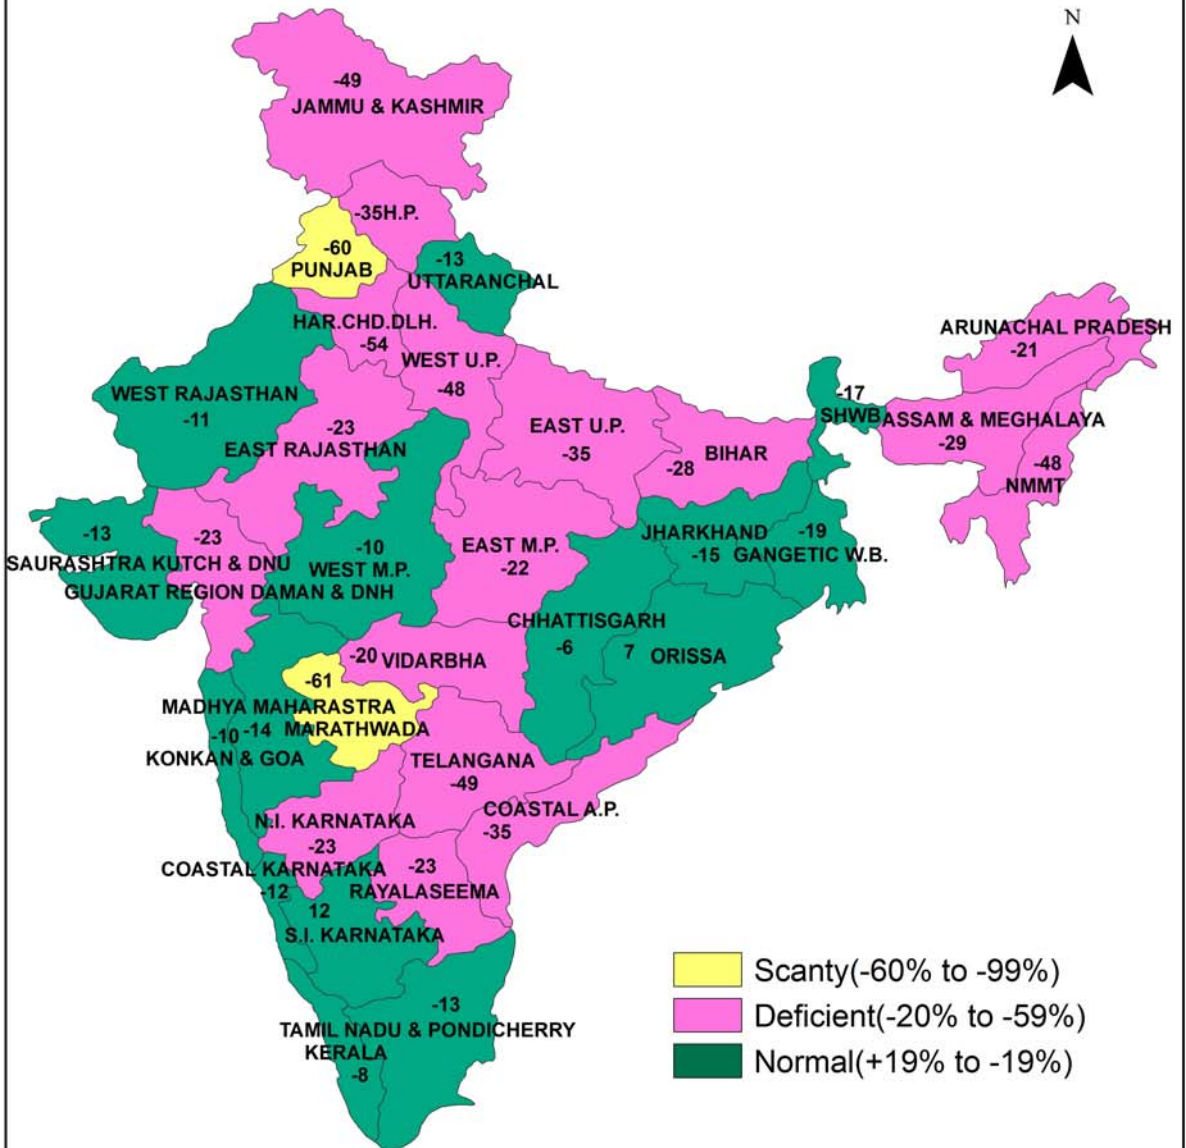 N
-49
JAMMU & KASHMIR
-35H.P.
-60
PUNJAB
-13
UTTARANCHAL
HAR.CHD.DLH.
-54
ARUNACHAL PRADESH
-21
WEST U.P.
-48
WEST RAJASTHAN
-11
-17
SHWB
ASSAM & MEGHALAYA
-29
-23
EAST RAJASTHAN
EAST U.P.
-35
BIHAR
-28
-48
NMMT
-13
SAURASHTRA KUTCH & DNU
-23
GUJARAT REGION DAMAN & DNH
-10
WEST M.P.
EAST M.P.
-22
JHARKHAND
-15
-19
GANGETIC W.B.
CHHATTISGARH
-6
7 ORISSA
-20 VIDARBHA
-61
MADHYA MAHARASTRA
MARATHWADA
-10
-14
KONKAN & GOA
TELANGANA
-49
COASTAL A.P.
-35
N.I. KARNATAKA
-23
COASTAL KARNATAKA
-12
-23
RAYALASEEMA
12
S.I. KARNATAKA
-13
TAMIL NADU & PONDICHERRY
KERALA
-8
Scanty(-60% to -99%)
Deficient(-20% to -59%)
Normal(+19% to -19%)